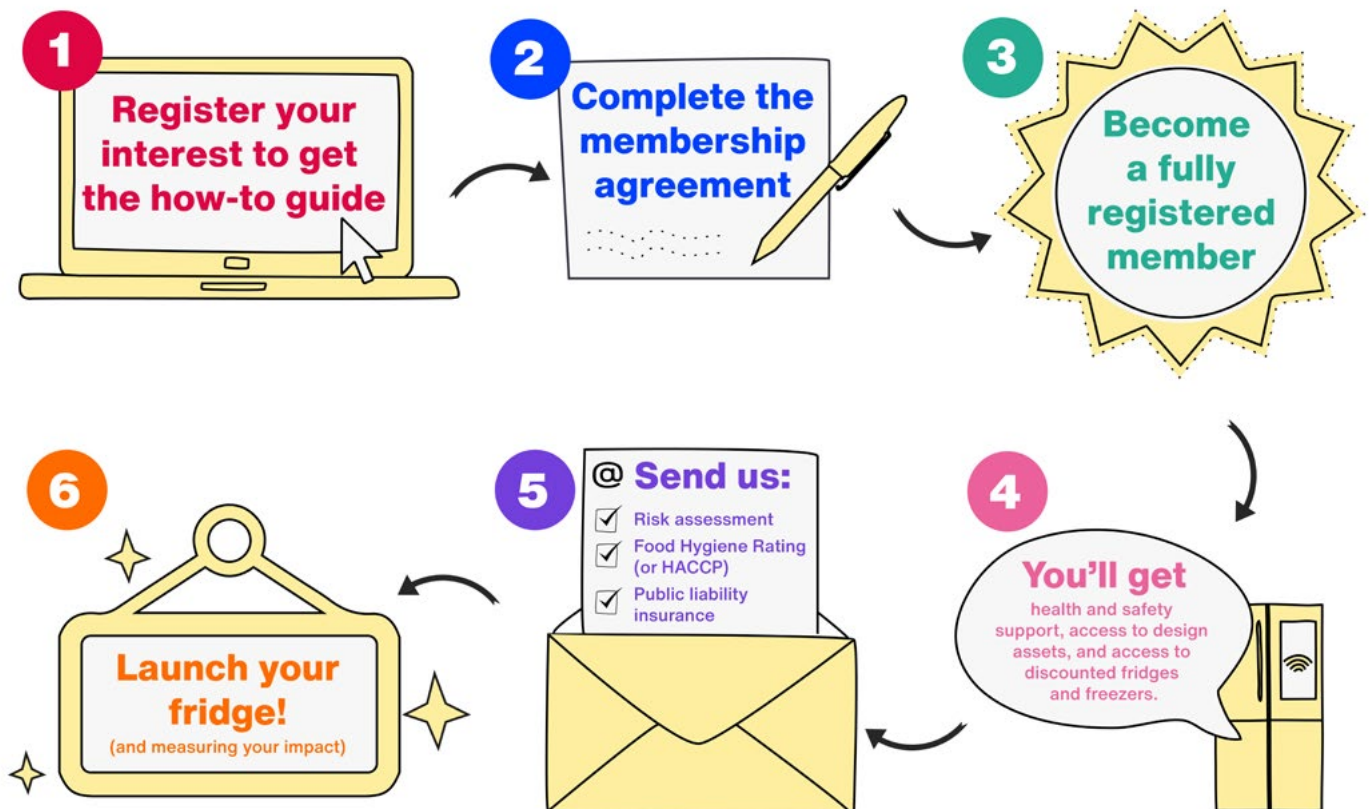 1
Register your
interest to get
the how-to guide
2
Complete the
membership
agreement
3
Become
a fully
registered
member
4
You'll get
health and safety
support, access to design
assets, and access to
discounted fridges
and freezers.
5
@ Send us:
Risk assessment
Food Hygiene Rating
(or HACCP)
Public liability
insurance
6
Launch your
fridge!
(and measuring your impact)